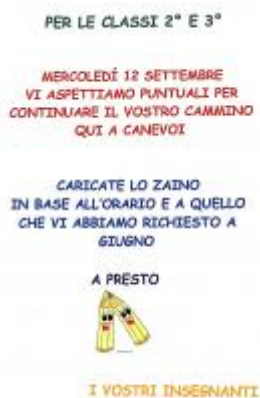 PER LE CLASSI 2° E 3°
MERCOLEDÍ 12 SETTEMBRE
VI ASPETTIAMO PUNTUALI PER
CONTINUARE IL VOSTRO CAMMINO
QUI A CANEVOI
CARICATE LO ZAINO
IN BASE ALL'ORARIO E A QUELLO
CHE VI ABBIAMO RICHIESTO A
GIUGNO
A PRESTO
I VOSTRI INSEGNANTI